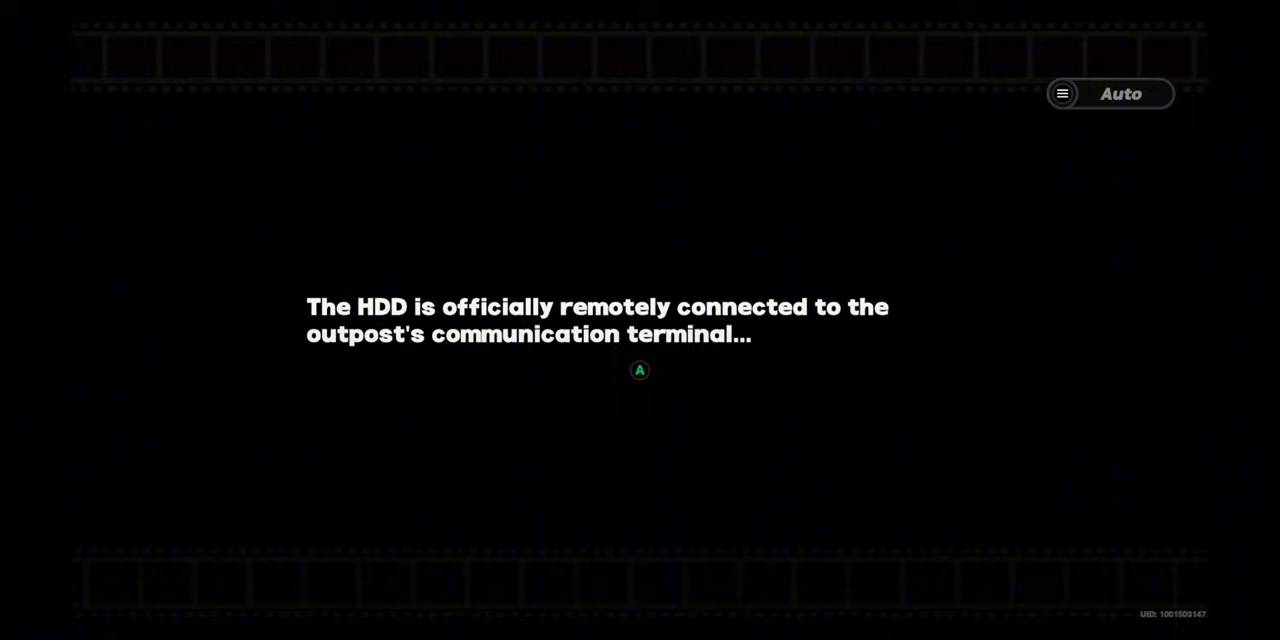 Auto
The HDD is officially remotely connected to the
outpost's communication terminal...
A
UID: 1001503147